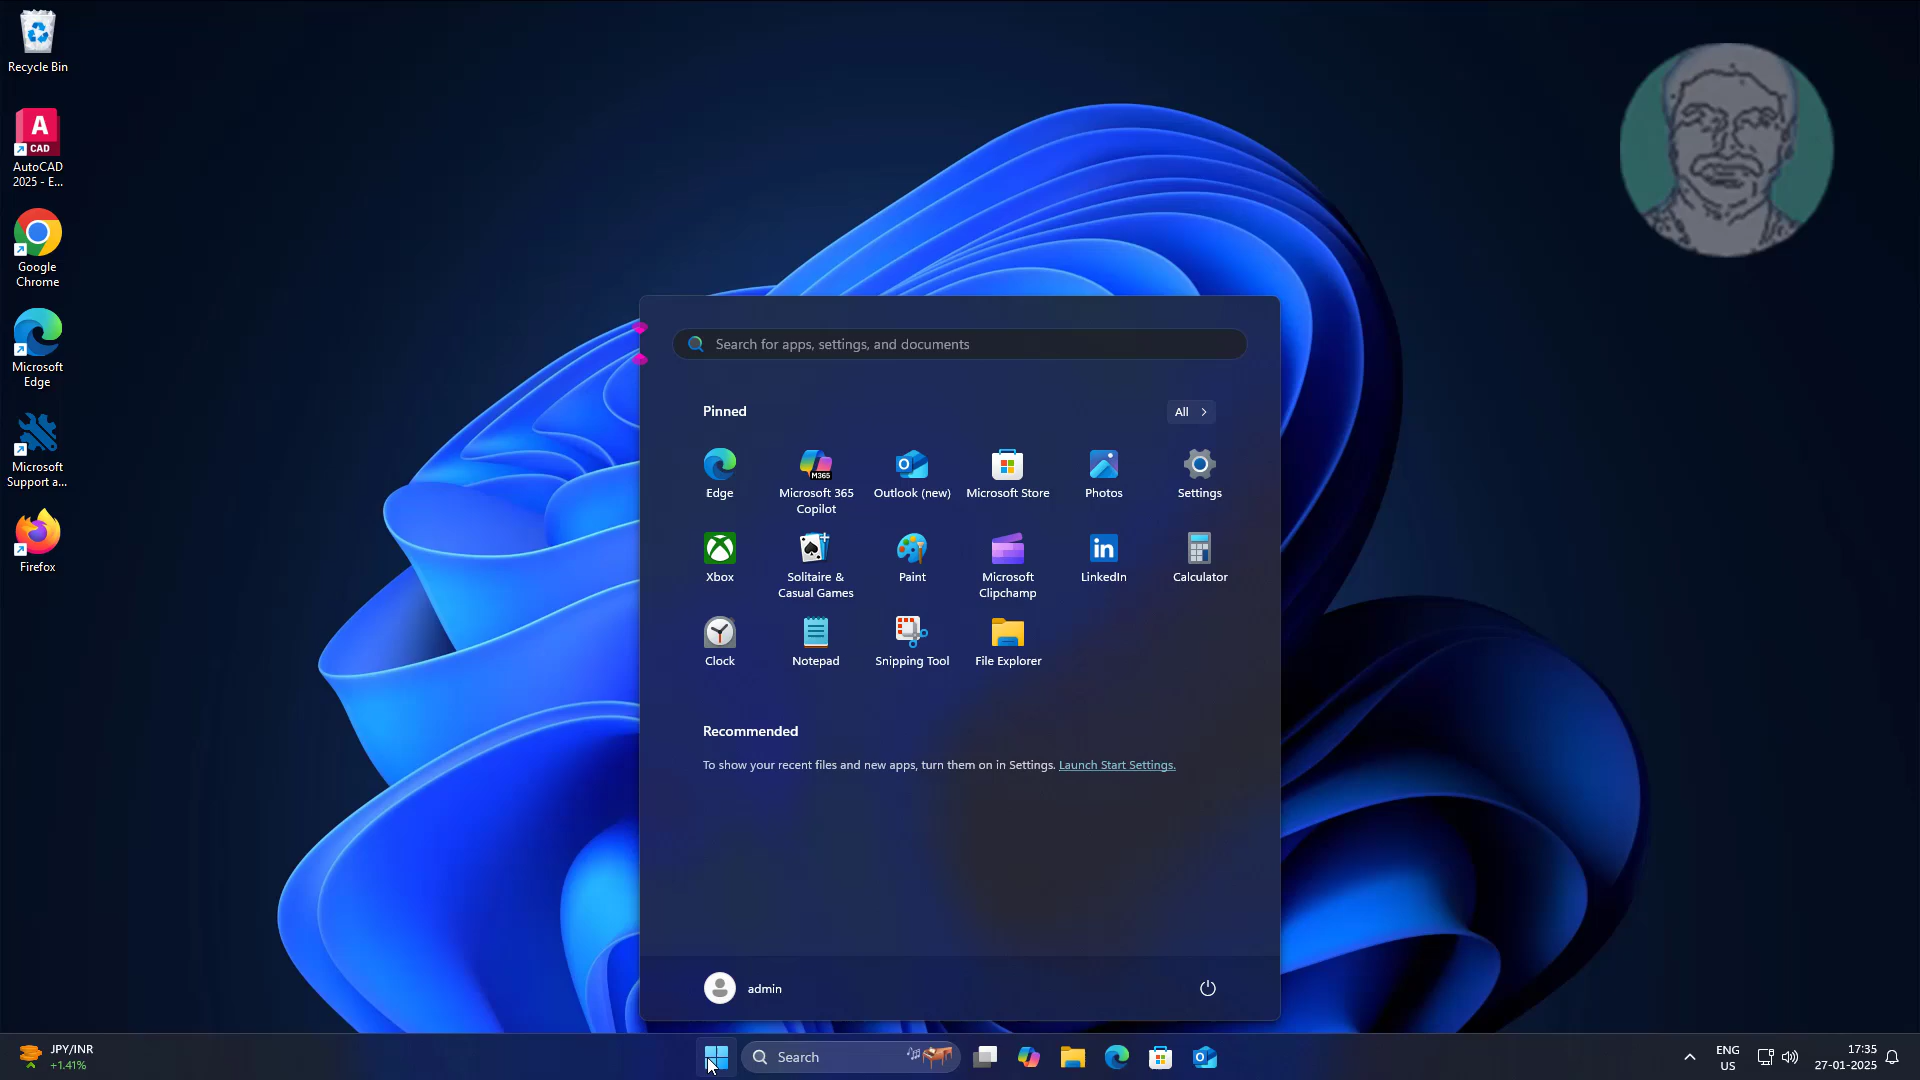 Recycle Bin
A
CAD
AutoCAD
2025 - E...
Google
Chrome
Microsoft
Edge
Microsoft
Support a...
Firefox
Search for apps, settings, and documents
Pinned
All
Edge
M365
Microsoft 365
Copilot
Outlook (new)
Microsoft Store
Photos
Settings
Xbox
Solitaire &
Casual Games
Paint
Microsoft
Clipchamp
in
LinkedIn
Calculator
Clock
Notepad
Snipping Tool
File Explorer
Recommended
To show your recent files and new apps, turn them on in Settings. Launch Start Settings.
admin
JPY/INR
+1.41%
Search
ENG
US
17:35
27-01-2025